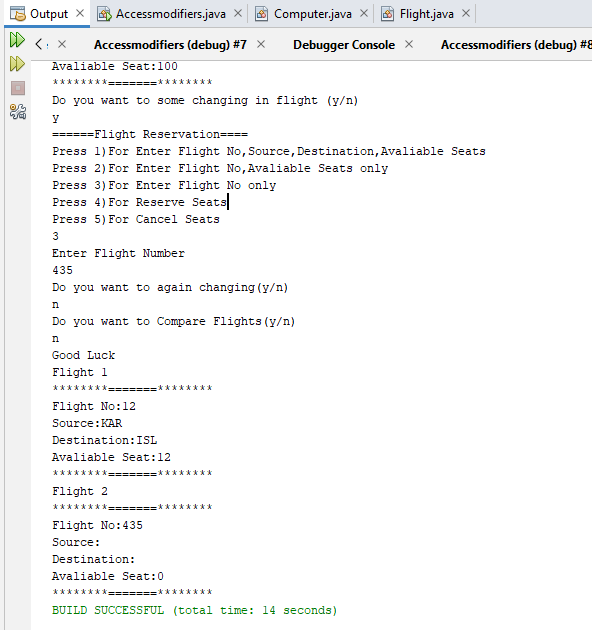 Output × Accessmodifiers.java × Computer.java × Flight.java ×
× Accessmodifiers (debug) #7 × Debugger Console × Accessmodifiers (debug) #8
Avaliable Seat:100
********=======********
Do you want to some changing in flight (y/n)
y
======Flight Reservation====
Press 1)For Enter Flight No,Source,Destination,Avaliable Seats
Press 2)For Enter Flight No,Avaliable Seats only
Press 3)For Enter Flight No only
Press 4)For Reserve Seats
Press 5)For Cancel Seats
3
Enter Flight Number
435
Do you want to again changing(y/n)
n
Do you want to Compare Flights(y/n)
n
Good Luck
Flight 1
********=======********
Flight No:12
Source:KAR
Destination:ISL
Avaliable Seat:12
********=======********
Flight 2
********=======********
Flight No:435
Source:
Destination:
Avaliable Seat:0
********=======********
BUILD SUCCESSFUL (total time: 14 seconds)